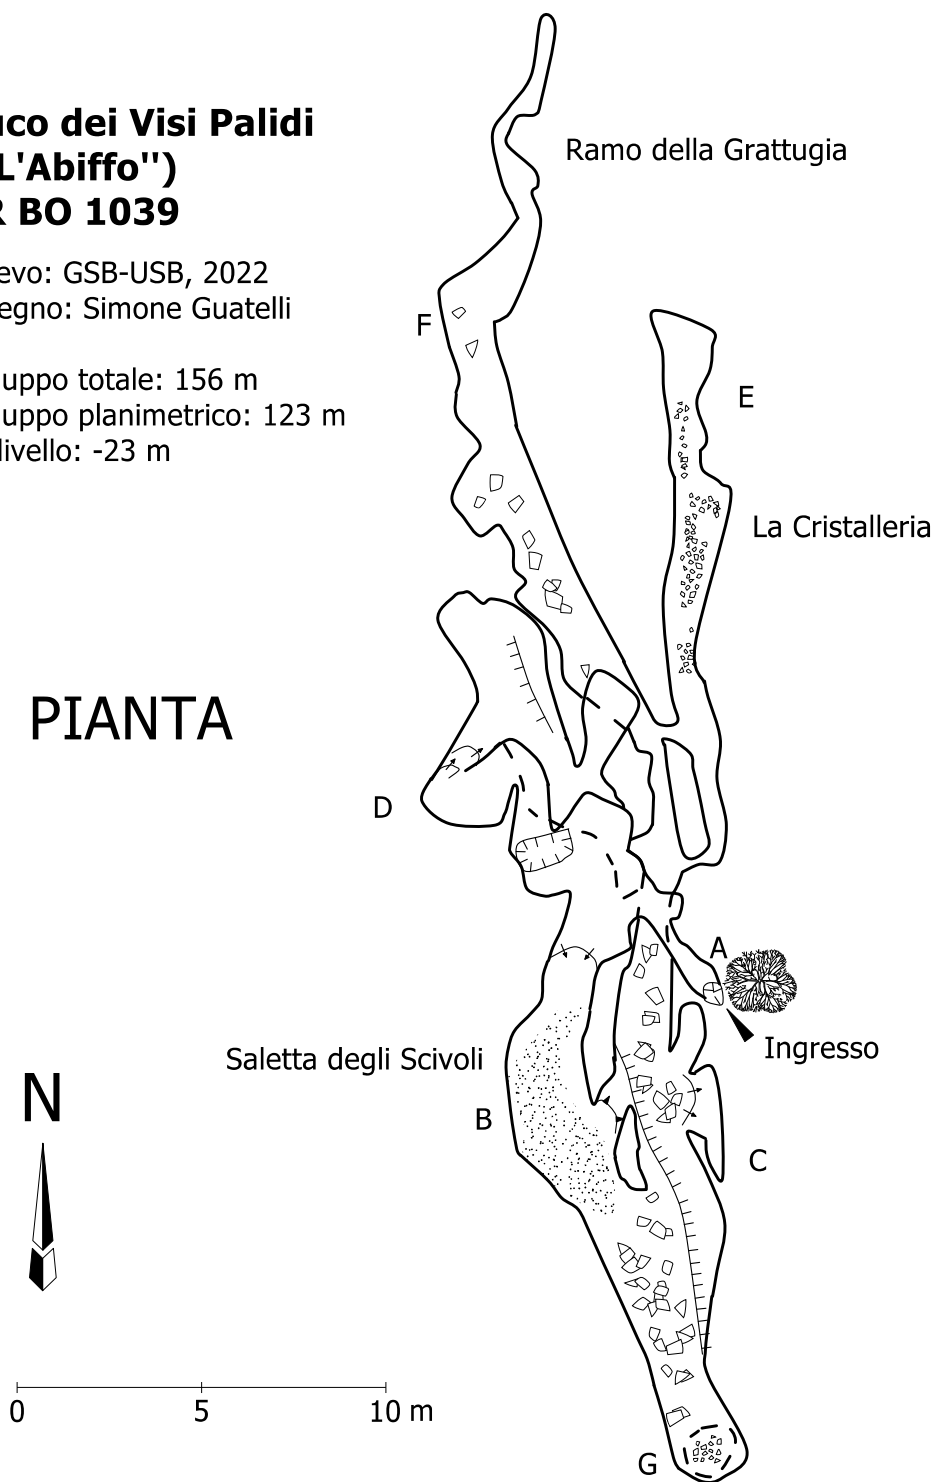 uco dei Visi Palidi
L'Abiffo")
R BO 1039
evo: GSB-USB, 2022
egno: Simone Guatelli
uppo totale: 156 m
uppo planimetrico: 123 m
livello: -23 m
Ramo della Grattugia
F
E
La Cristalleria
PIANTA
D
A
Ingresso
Saletta degli Scivoli
B
C
N
0 5 10 m
G